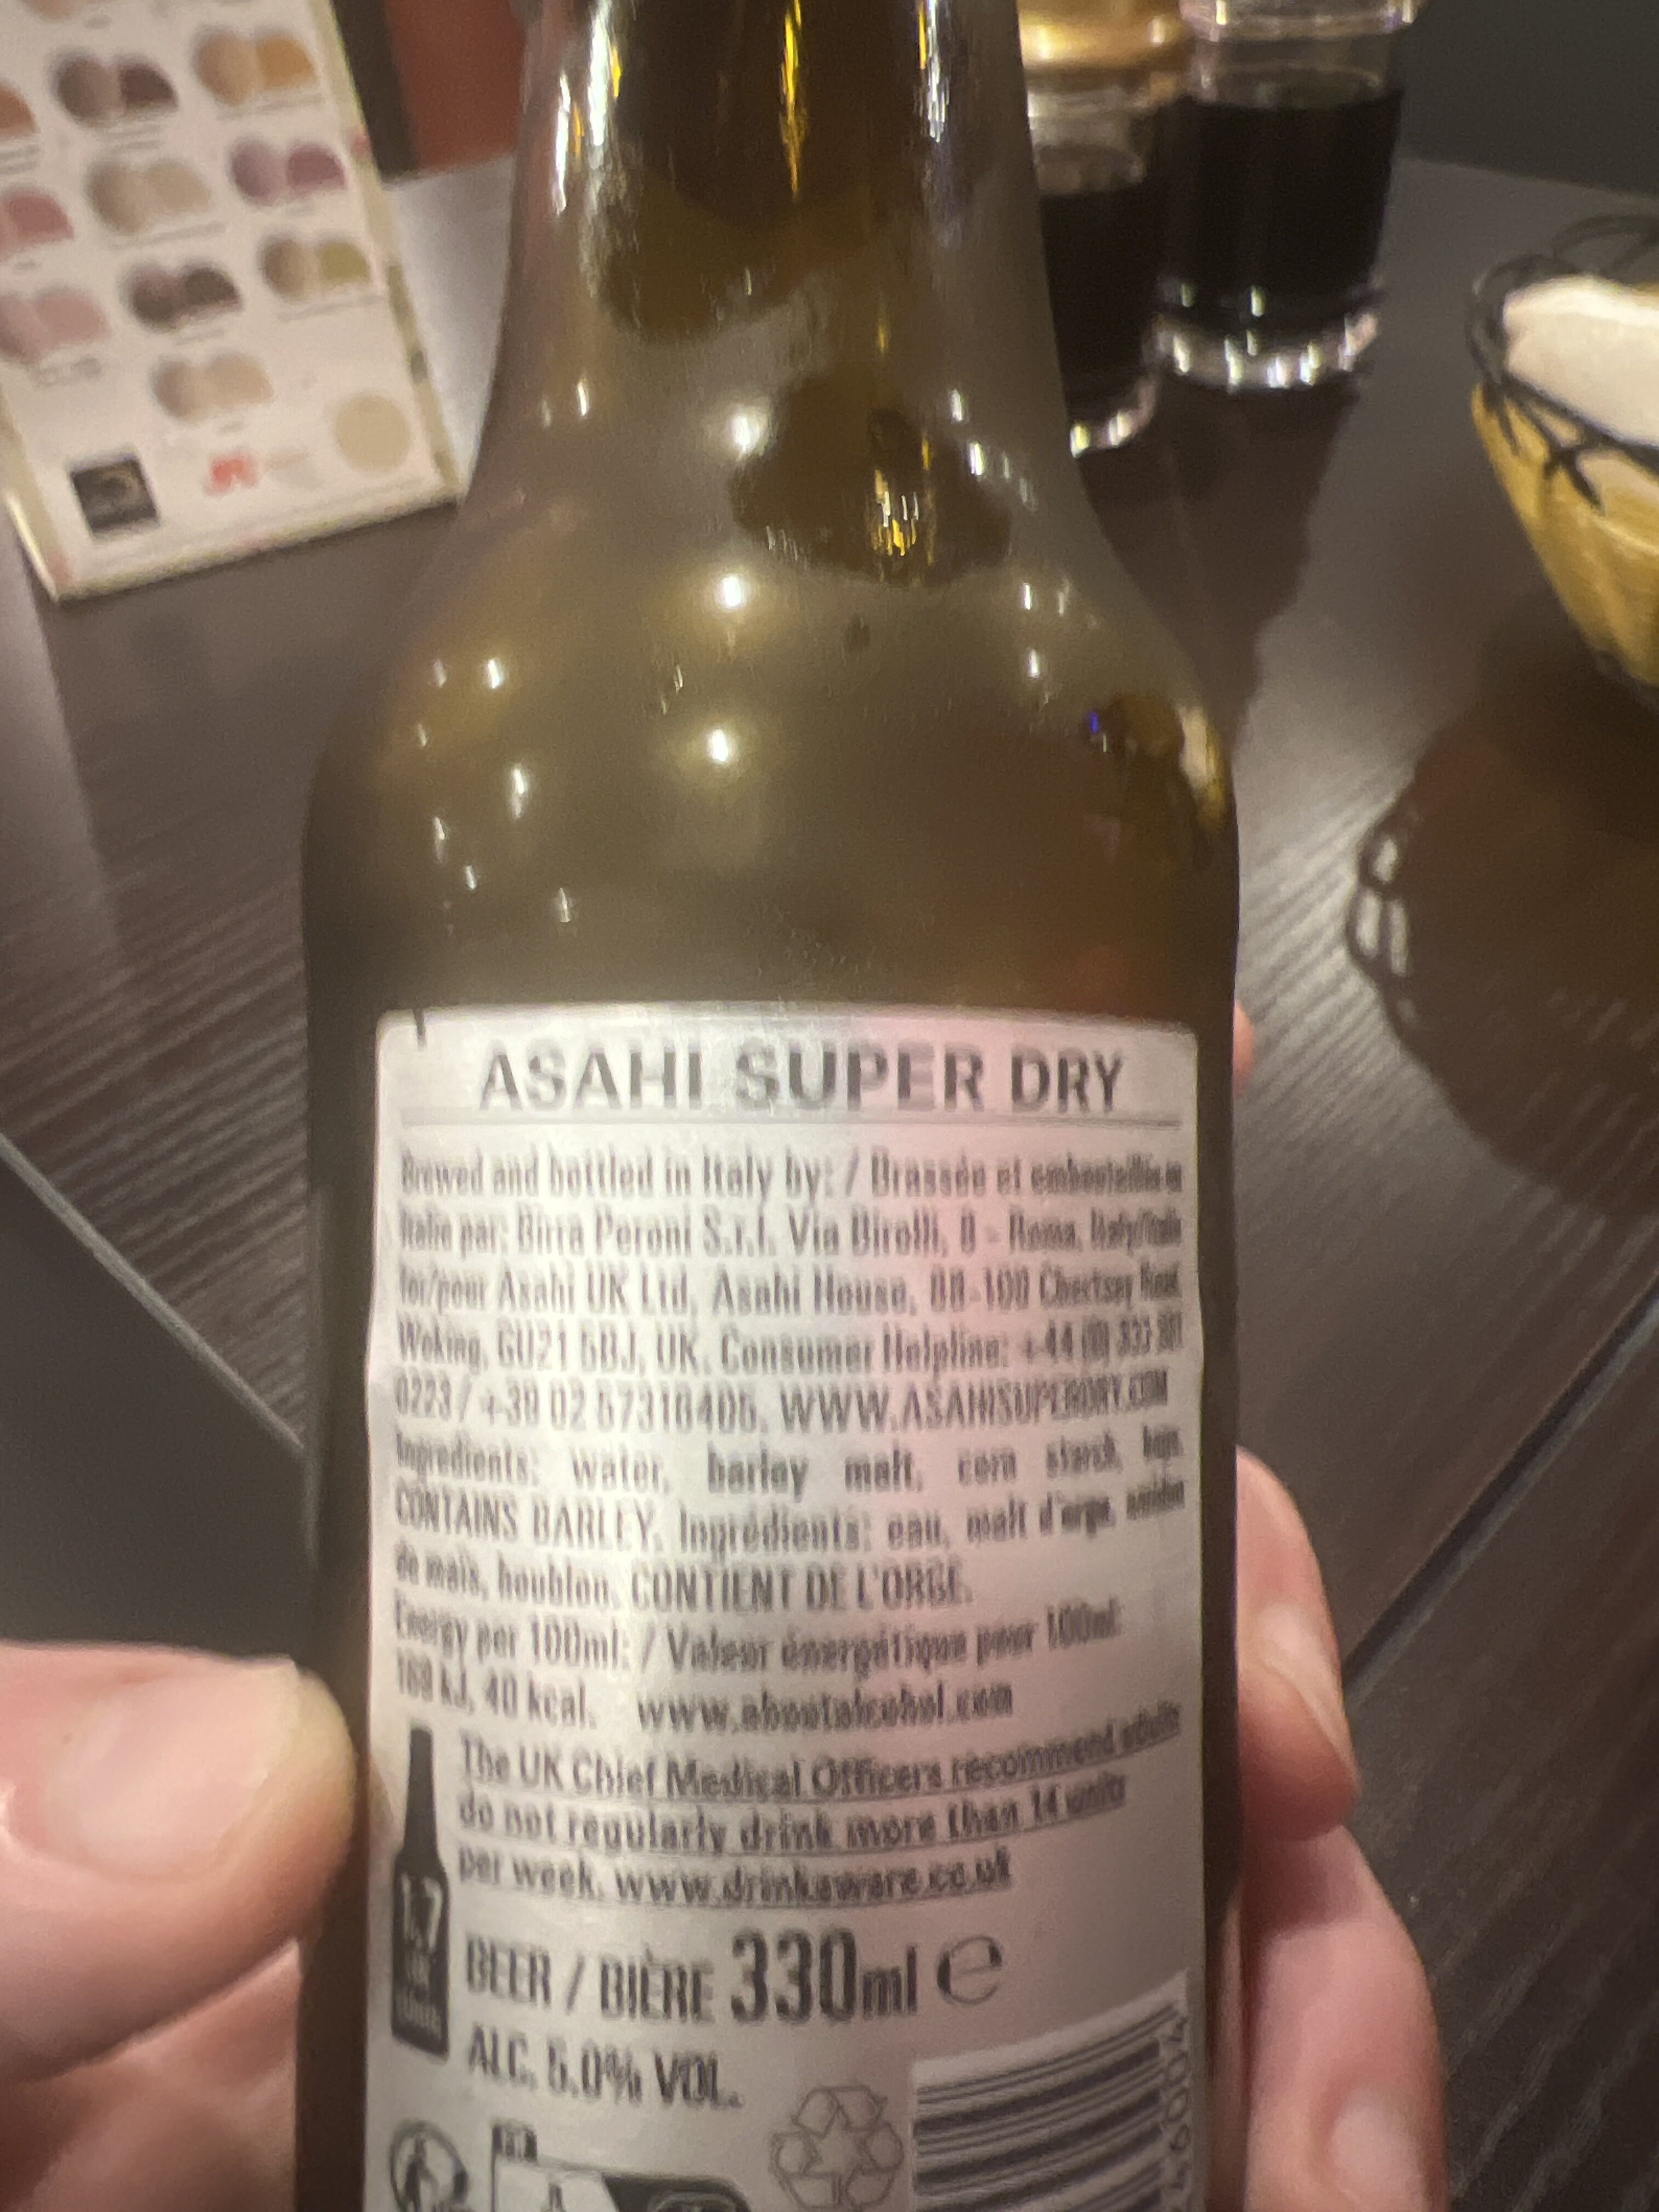 ASAHI SUPER DRY
Brewed and bottled in Italy by: / Brassée et embouteillée en
Italie par: Birra Peroni S.r.l. Via Birolli, 8 - Roma, Italy/Italie
for/pour Asahi UK Ltd, Asahi House, 88-100 Chertsey Road,
Woking, GU21 5BJ, UK. Consumer Helpline: +44 (0)
0223 / +39 02 WWW.ASAHISUPERDRY.COM
Ingredients: water, barley malt, corn starch, hops.
CONTAINS BARLEY. Ingrédients: eau, malt d'orge, amidon
de maïs, houblon. CONTIENT DE L'ORGE.
Energy per 100ml: / Valeur énergétique pour 100ml:
40 kcal. www.aboutalcohol.com
The UK Chief Medical Officers recommend adults
do not regularly drink more than 14 units
per week. www.drinkaware.co.uk
1.7
UK
UNITS
BEER / BIÈRE 330ml e
ALC. 5.0% VOL.
FR